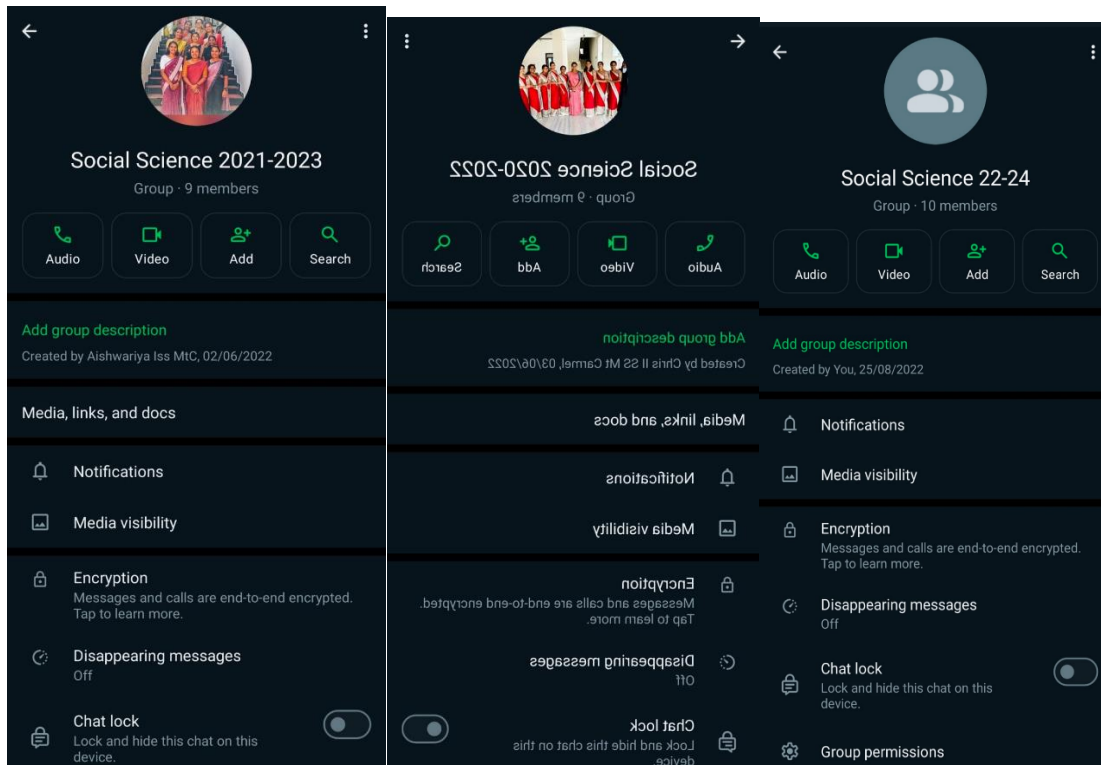 Social Science 2021-2023
Group · 9 members
Audio Video Add Search
Add group description
Created by Aishwariya Iss MtC, 02/06/2022
Media, links, and docs
Notifications
Media visibility
Encryption
Messages and calls are end-to-end encrypted.
Tap to learn more.
Disappearing messages
Off
Chat lock
Lock and hide this chat on this
device.
Social Science 2020-2022
Group · 9 members
Audio Video Add Search
Add group description
Created by Chris II SS Mt Carmel, 03/06/2022
Media, links, and docs
Notifications
Media visibility
Encryption
Messages and calls are end-to-end encrypted.
Tap to learn more.
Disappearing messages
Off
Chat lock
Lock and hide this chat on this
device.
Social Science 22-24
Group · 10 members
Audio Video Add Search
Add group description
Created by You, 25/08/2022
Notifications
Media visibility
Encryption
Messages and calls are end-to-end encrypted.
Tap to learn more.
Disappearing messages
Off
Chat lock
Lock and hide this chat on this
device.
Group permissions